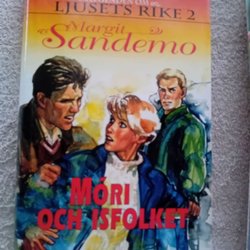 LJUSETS RIKE 2
Margit
Sandemo
MÓRI
OCH ISFOLKET